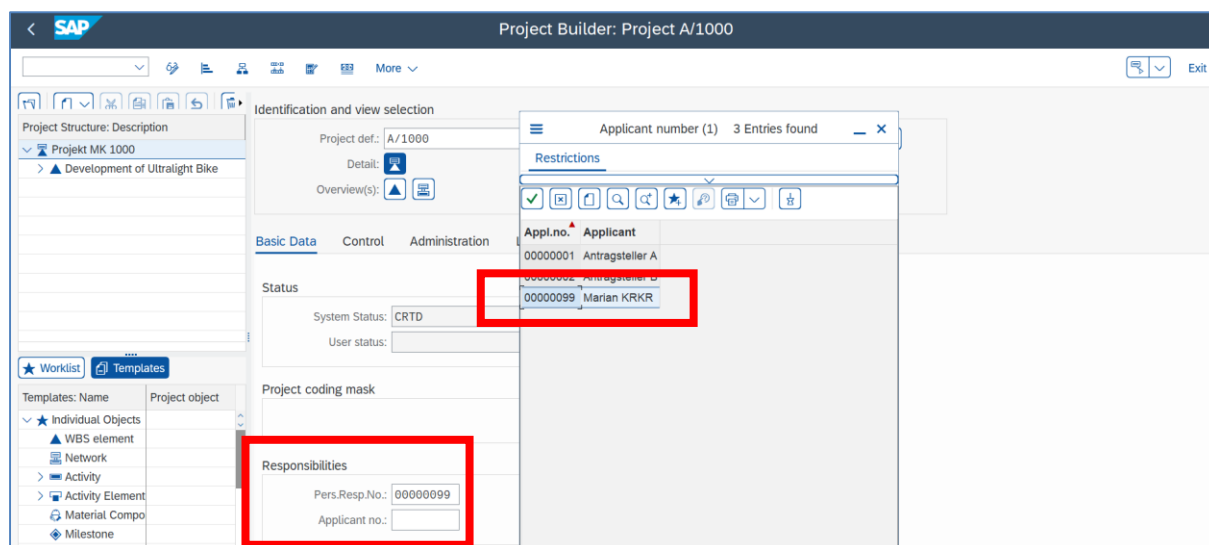 SAP
Project Builder: Project A/1000
More
Exit
Identification and view selection
Project Structure: Description
Projekt MK 1000
Development of Ultralight Bike
Project def.: A/1000
Detail:
Overview(s):
Basic Data Control Administration
Status
System Status: CRTD
User status:
Project coding mask
Responsibilities
Pers.Resp.No.: 00000099
Applicant no.:
Applicant number (1) 3 Entries found
Restrictions
Appl.no. Applicant
00000001 Antragsteller A
00000002 Antragsteller B
00000099 Marian KRKR
Worklist Templates
Templates: Name Project object
Individual Objects
WBS element
Network
Activity
Activity Element
Material Compo
Milestone